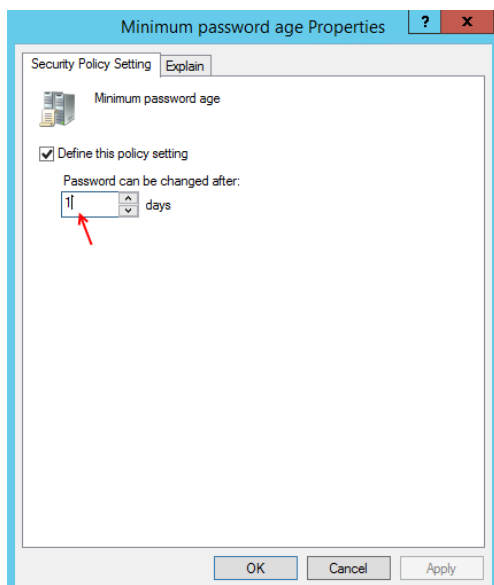 Minimum password age Properties
? x
Security Policy Setting Explain
Minimum password age
Define this policy setting
Password can be changed after:
1 days
OK Cancel Apply